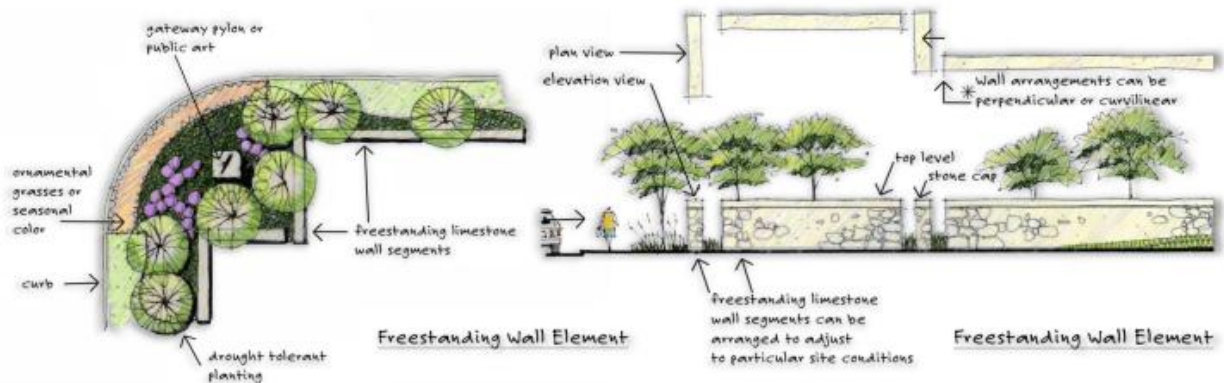 gateway pylon or
public art
ornamental
grasses or
seasonal
color
curb
drought tolerant
planting
freestanding limestone
wall segments
Freestanding Wall Element
plan view
elevation view
* Wall arrangements can be
perpendicular or curvilinear
top level
stone cap
freestanding limestone
wall segments can be
arranged to adjust
to particular site conditions
Freestanding Wall Element